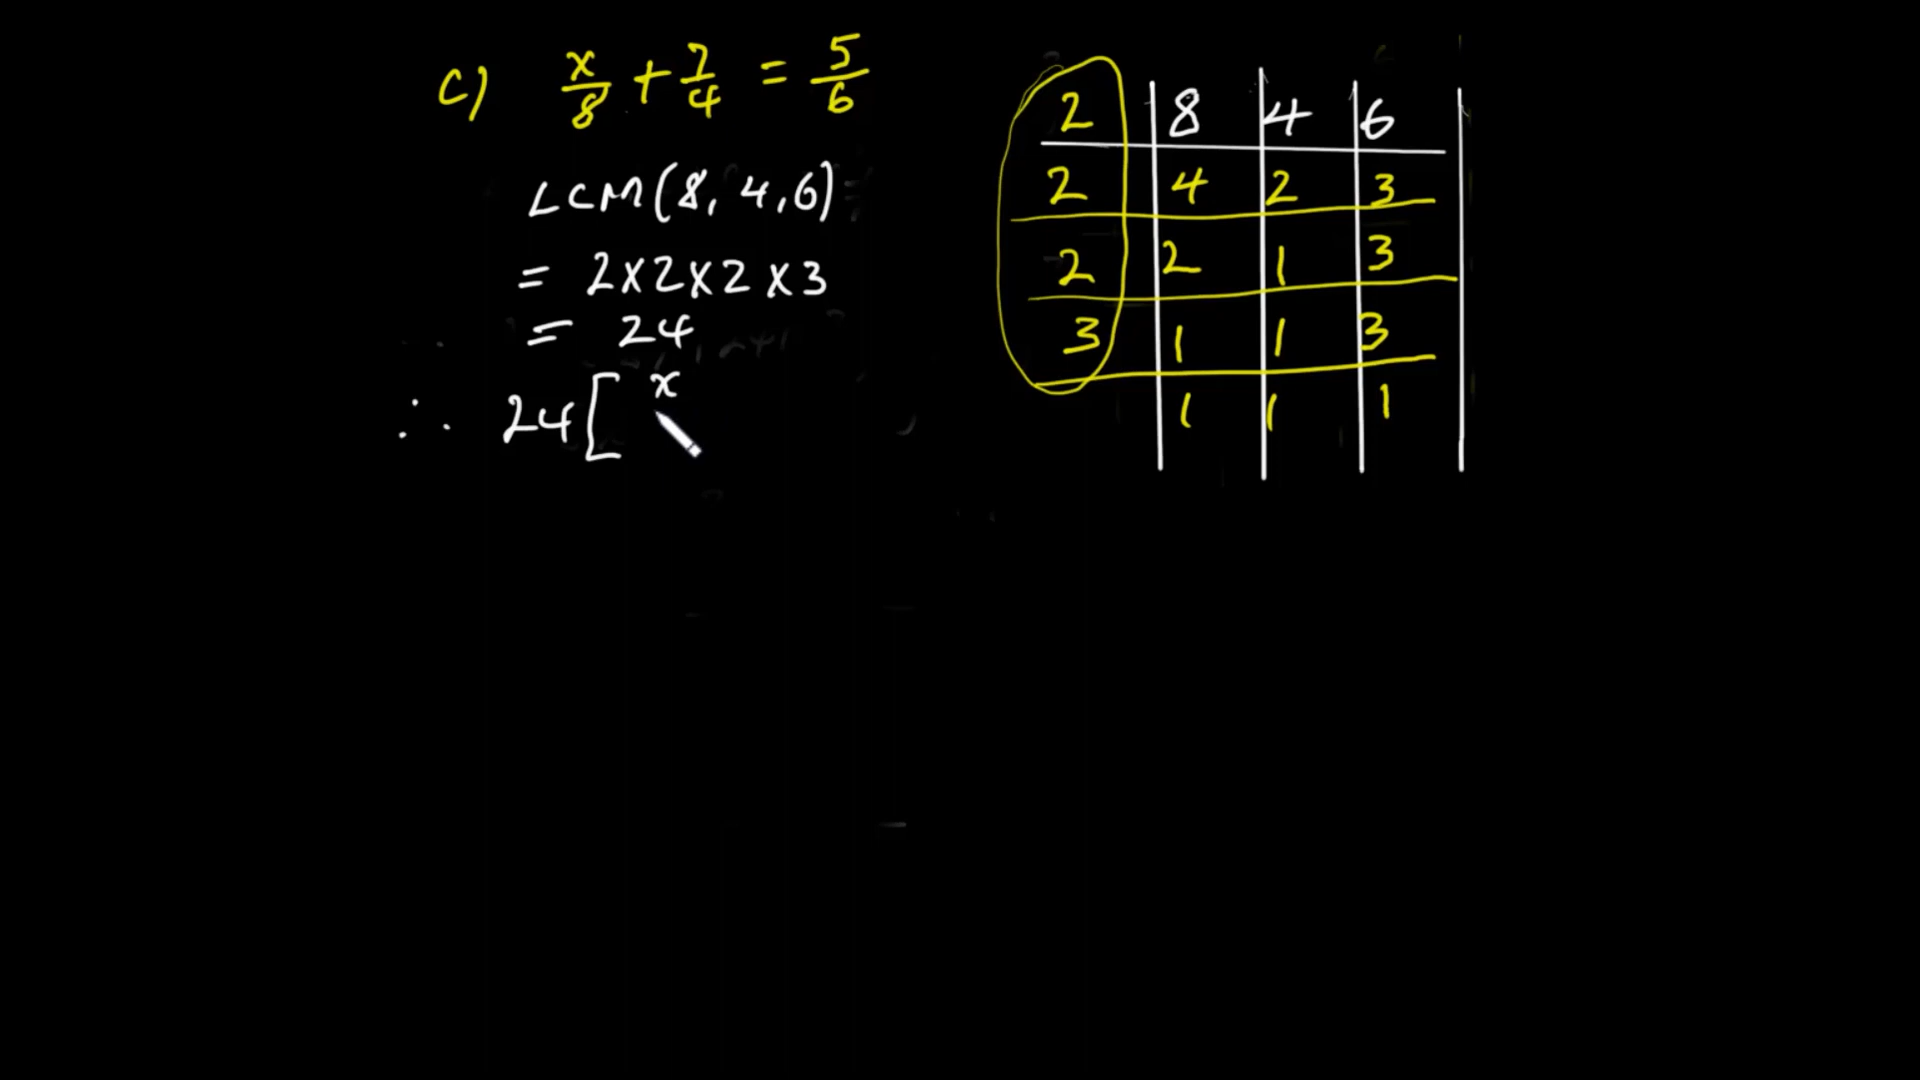 c) x/8 + 7/4 = 5/6
LCM(8, 4, 6)
= 2 x 2 x 2 x 3
= 24
∴ 24[ x
2 | 8 | 4 | 6
2 | 4 | 2 | 3
2 | 2 | 1 | 3
3 | 1 | 1 | 3
1 | 1 | 1